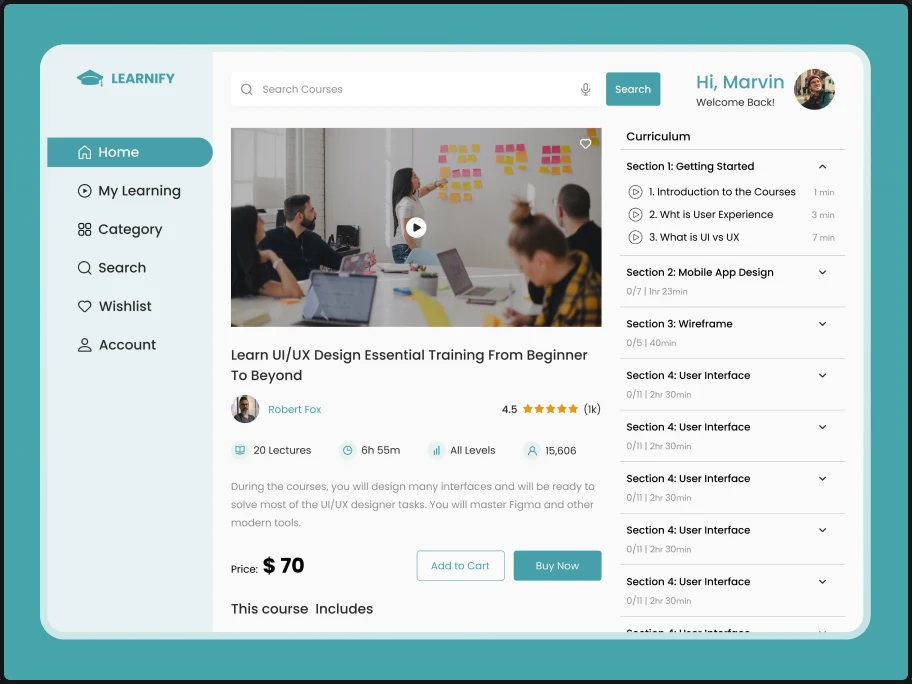 LEARNIFY
Home
My Learning
Category
Search
Wishlist
Account
Search Courses
Search
Hi, Marvin
Welcome Back!
Learn UI/UX Design Essential Training From Beginner
To Beyond
Robert Fox
4.5 (1k)
20 Lectures
6h 55m
All Levels
15,606
During the courses, you will design many interfaces and will be ready to
solve most of the UI/UX designer tasks. You will master Figma and other
modern tools.
Price: $ 70
Add to Cart
Buy Now
This course Includes
Curriculum
Section 1: Getting Started
1. Introduction to the Courses 1 min
2. Wht is User Experience 3 min
3. What is UI vs UX 7 min
Section 2: Mobile App Design
0/7 | 1hr 23min
Section 3: Wireframe
0/5 | 40min
Section 4: User Interface
0/11 | 2hr 30min
Section 4: User Interface
0/11 | 2hr 30min
Section 4: User Interface
0/11 | 2hr 30min
Section 4: User Interface
0/11 | 2hr 30min
Section 4: User Interface
0/11 | 2hr 30min
Section 4: User Interface